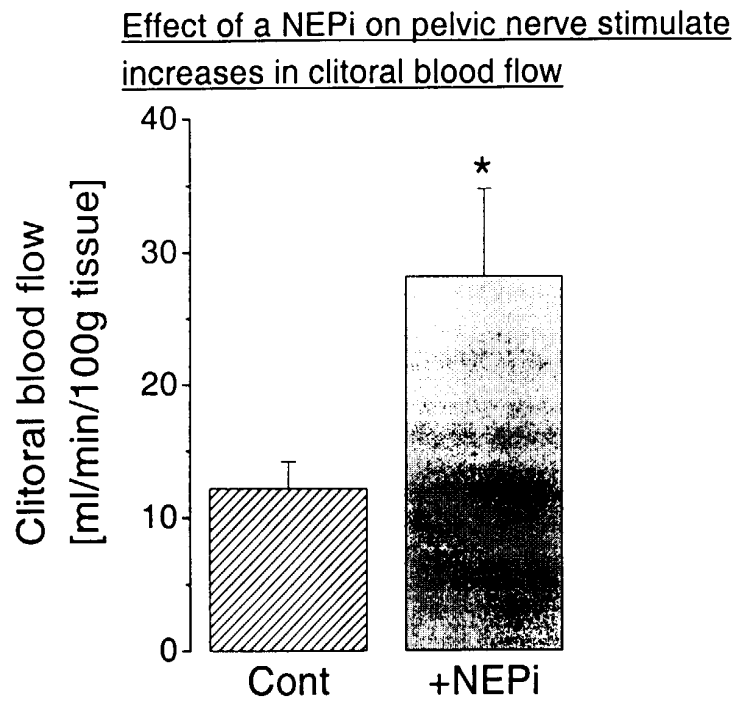 Effect of a NEPi on pelvic nerve stimulate
increases in clitoral blood flow
Clitoral blood flow
[ml/min/100g tissue]
40
30
20
10
0
*
Cont
+NEPi